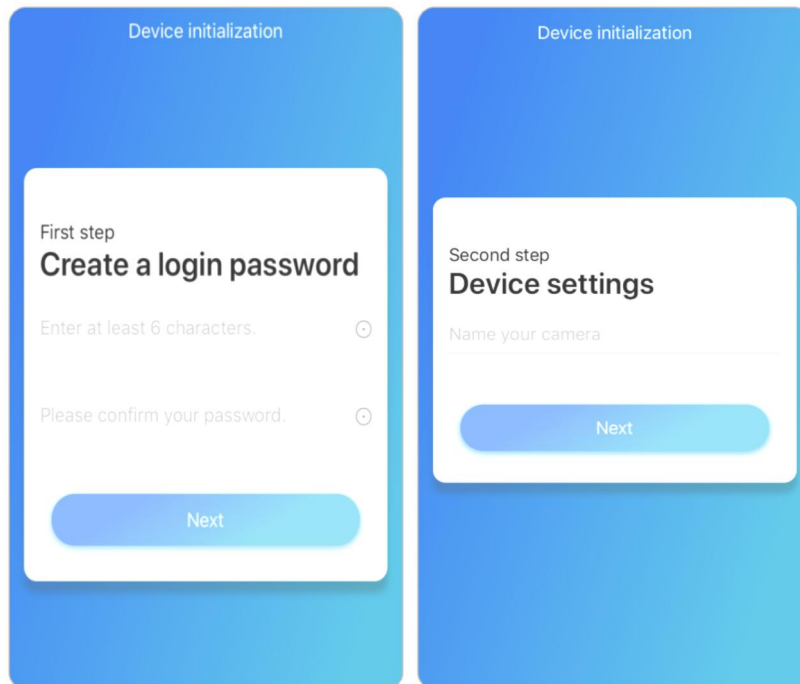 Device initialization
First step
Create a login password
Enter at least 6 characters.
Please confirm your password.
Next
Device initialization
Second step
Device settings
Name your camera
Next